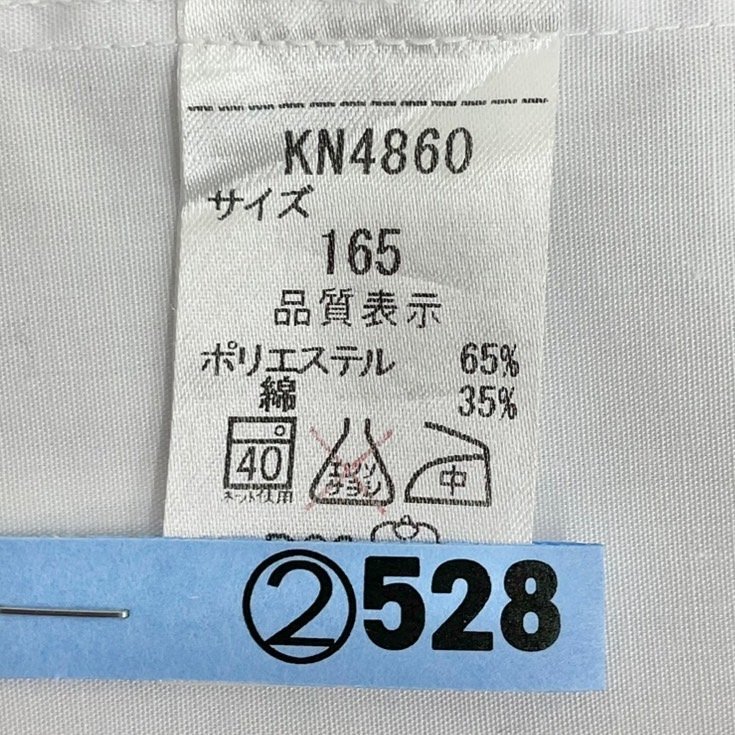 KN4860
サイズ
165
品質表示
ポリエステル 65%
綿 35%
40
ネット使用
エンソ
サラシ
中
②528